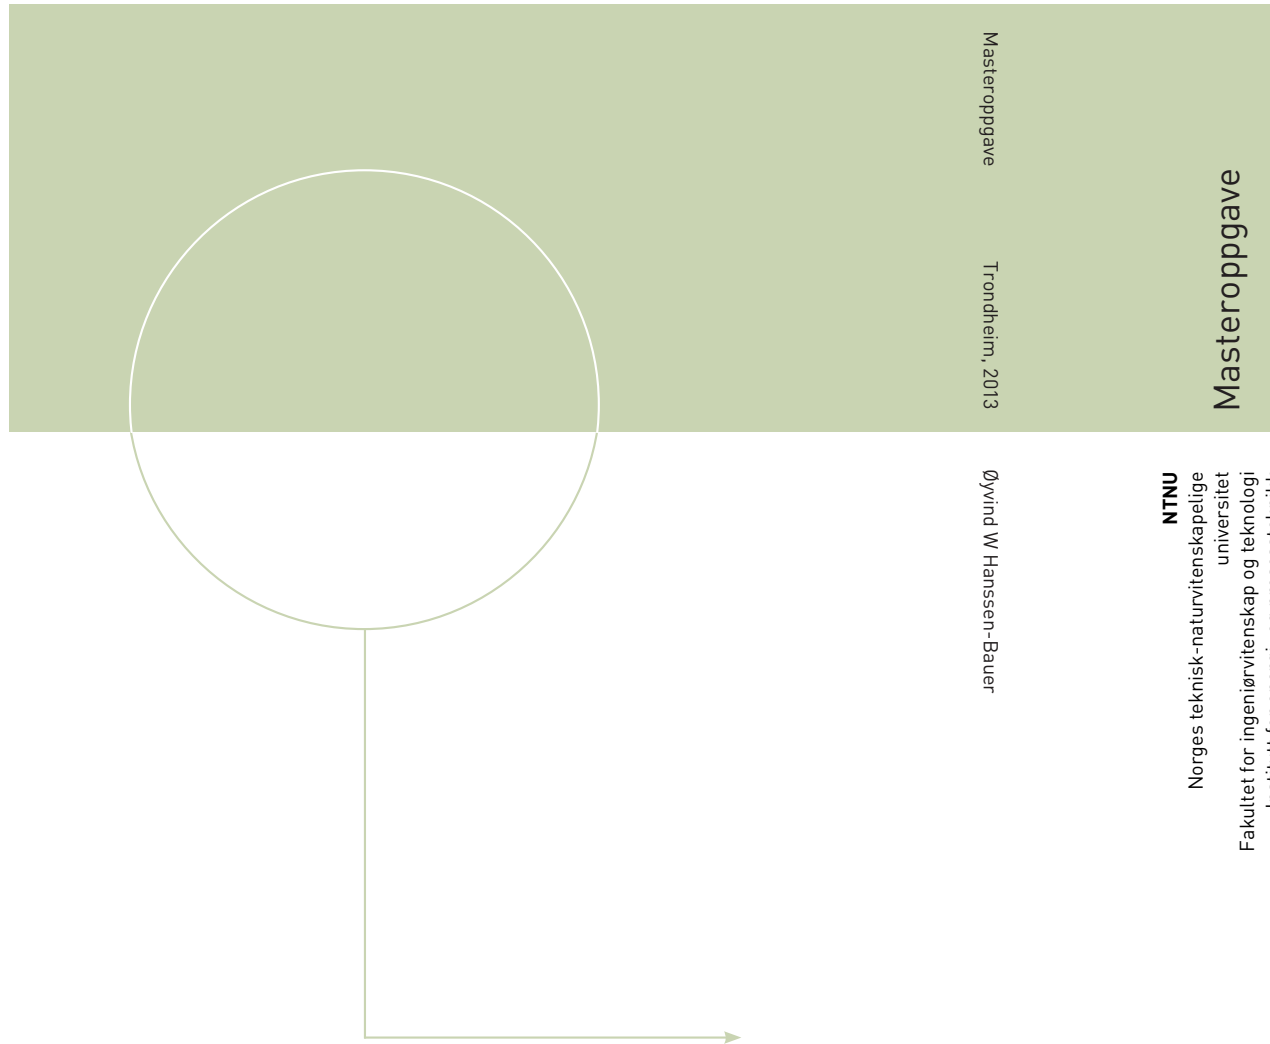 Masteroppgave
Trondheim, 2013
Øyvind W Hanssen-Bauer
Masteroppgave
NTNU
Norges teknisk-naturvitenskapelige
universitet
Fakultet for ingeniørvitenskap og teknologi